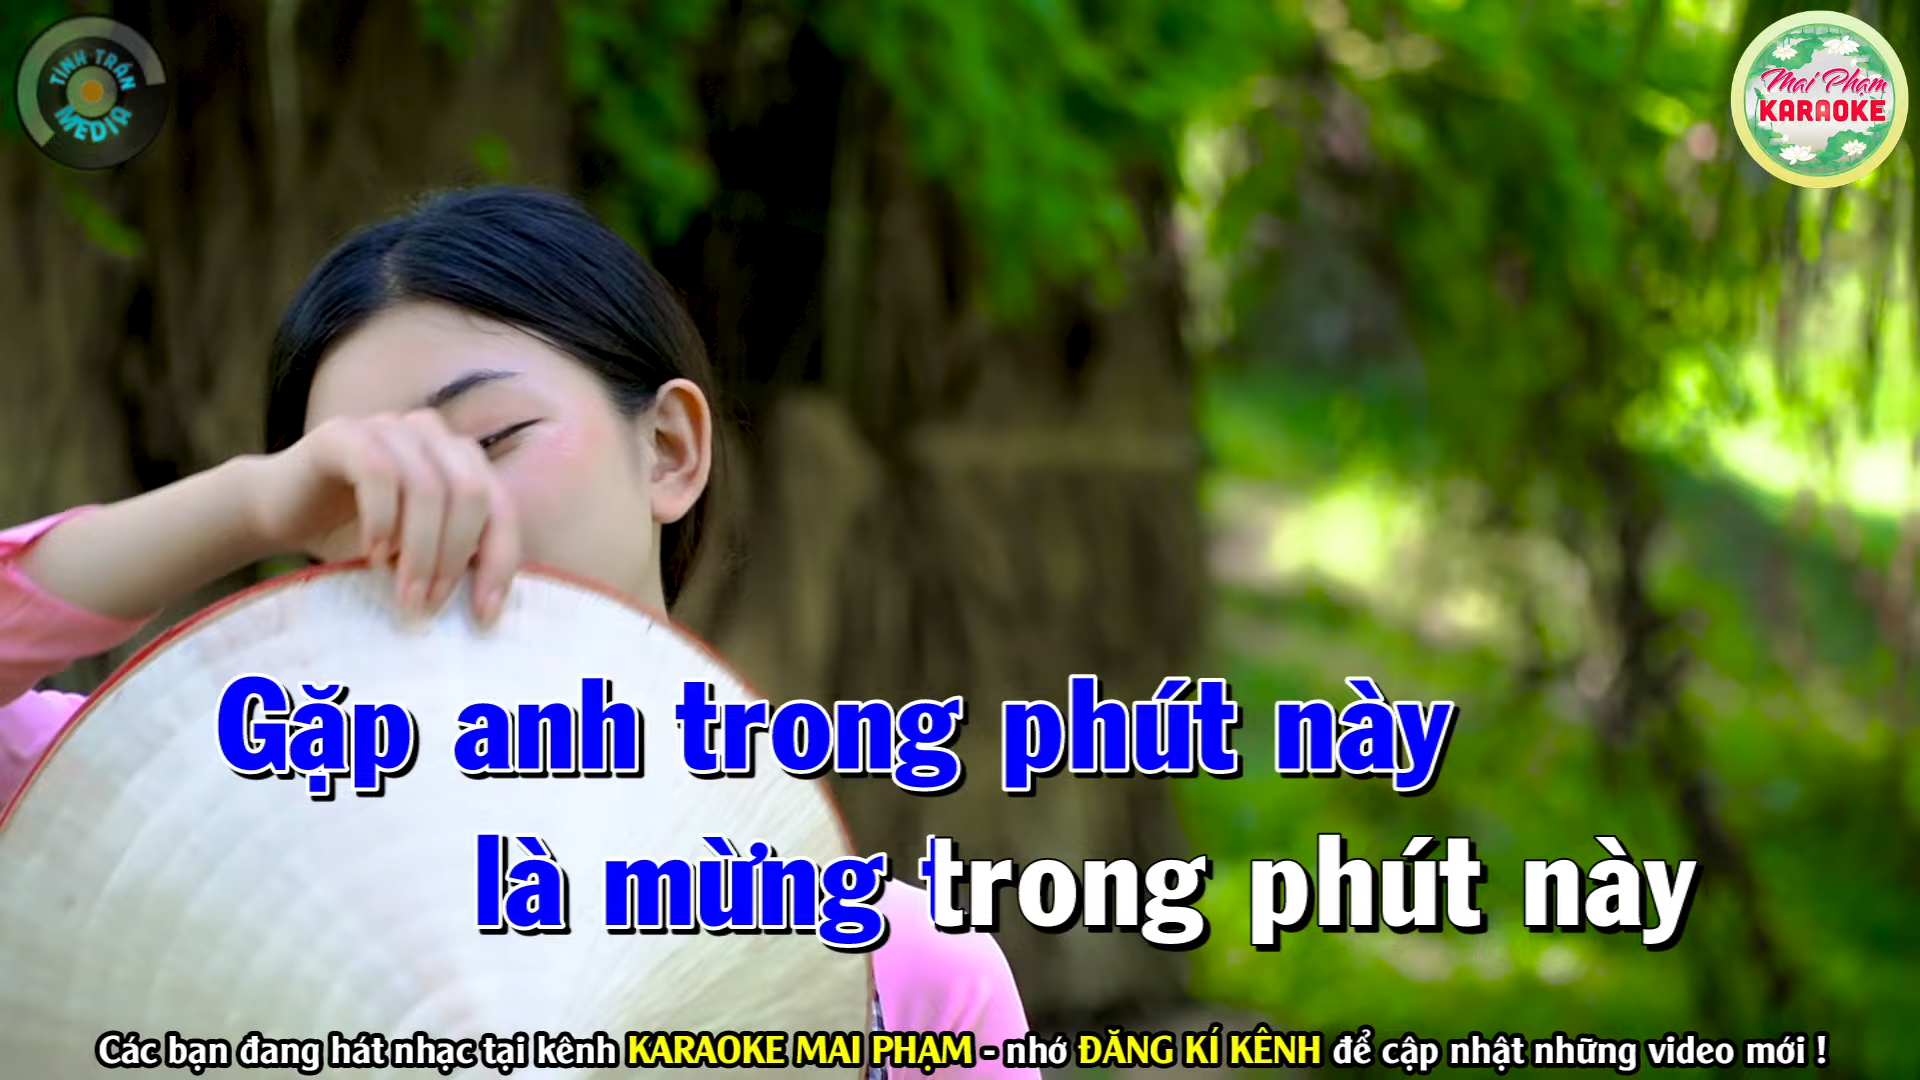 TÌNH TRẦN
MEDIA
Mai Phạm
KARAOKE
Gặp anh trong phút này
là mừng trong phút này
Các bạn đang hát nhạc tại kênh KARAOKE MAI PHẠM - nhớ ĐĂNG KÍ KÊNH để cập nhật những video mới !